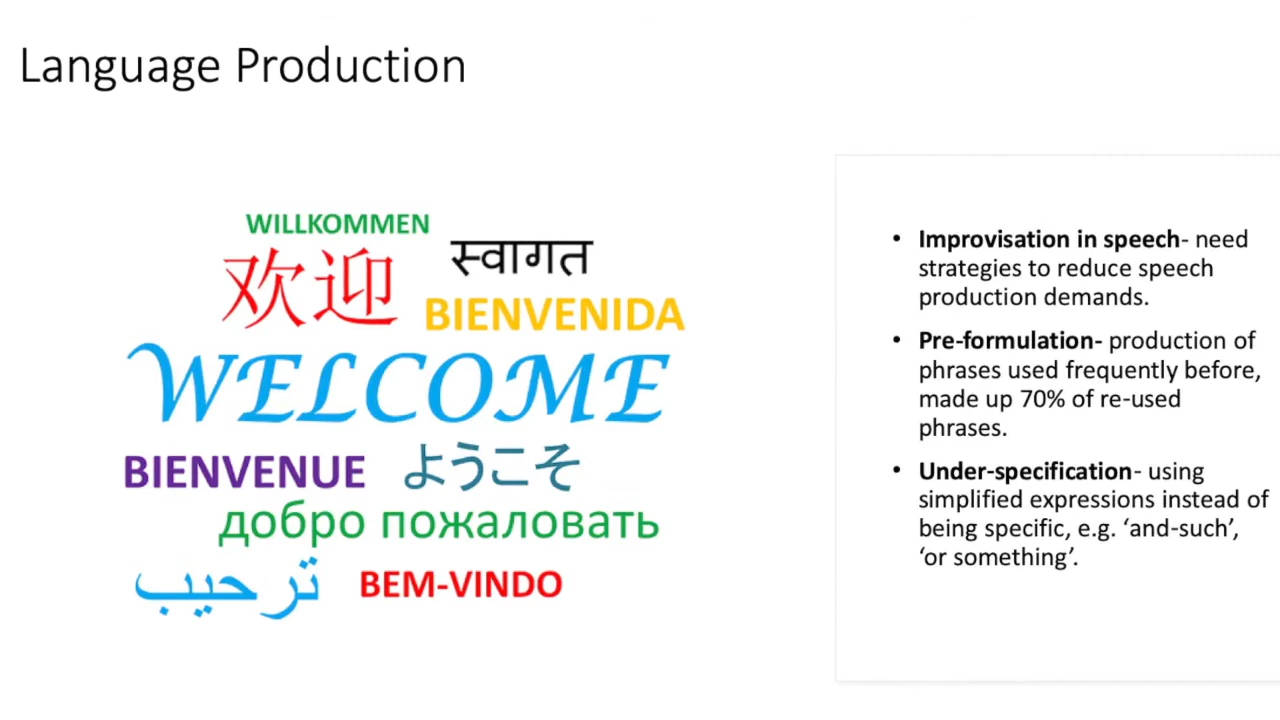 Language Production
WILLKOMMEN
欢迎
स्वागत
BIENVENIDA
WELCOME
BIENVENUE
ようこそ
добро пожаловать
ترحيب
BEM-VINDO
• Improvisation in speech- need
strategies to reduce speech
production demands.
• Pre-formulation- production of
phrases used frequently before,
made up 70% of re-used
phrases.
• Under-specification- using
simplified expressions instead of
being specific, e.g. ‘and-such’,
‘or something’.